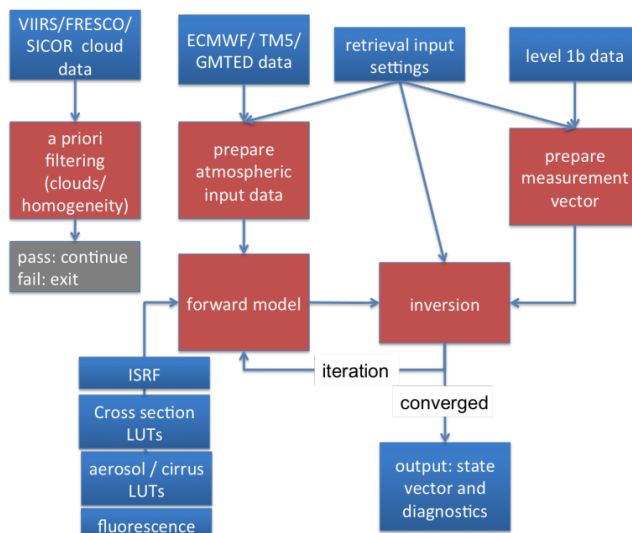 VIIRS/FRESCO/
SICOR cloud
data
ECMWF/ TM5/
GMTED data
retrieval input
settings
level 1b data
a priori
filtering
(clouds/
homogeneity)
prepare
atmospheric
input data
prepare
measurement
vector
pass: continue
fail: exit
forward model
inversion
iteration
converged
ISRF
Cross section
LUTs
aerosol / cirrus
LUTs
fluorescence
output: state
vector and
diagnostics